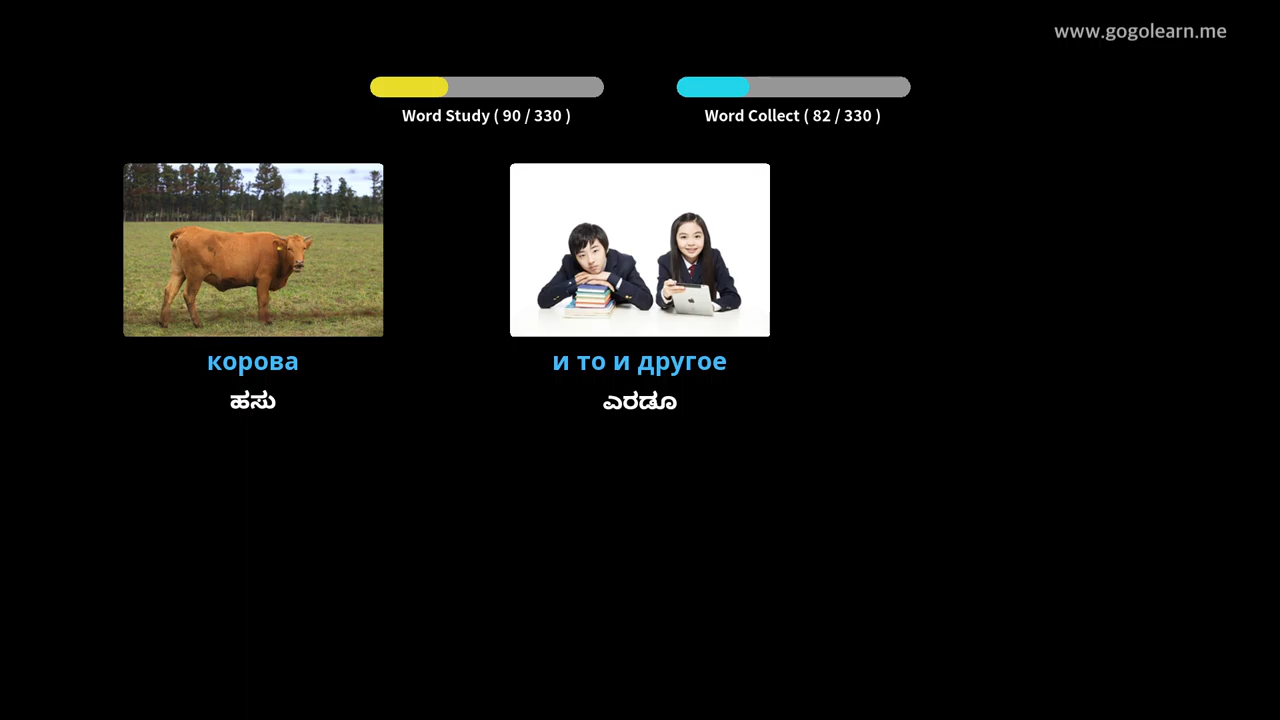 www.gogolearn.me
Word Study ( 90 / 330 )
Word Collect ( 82 / 330 )
корова
ಹಸು
и то и другое
ಎರಡೂ